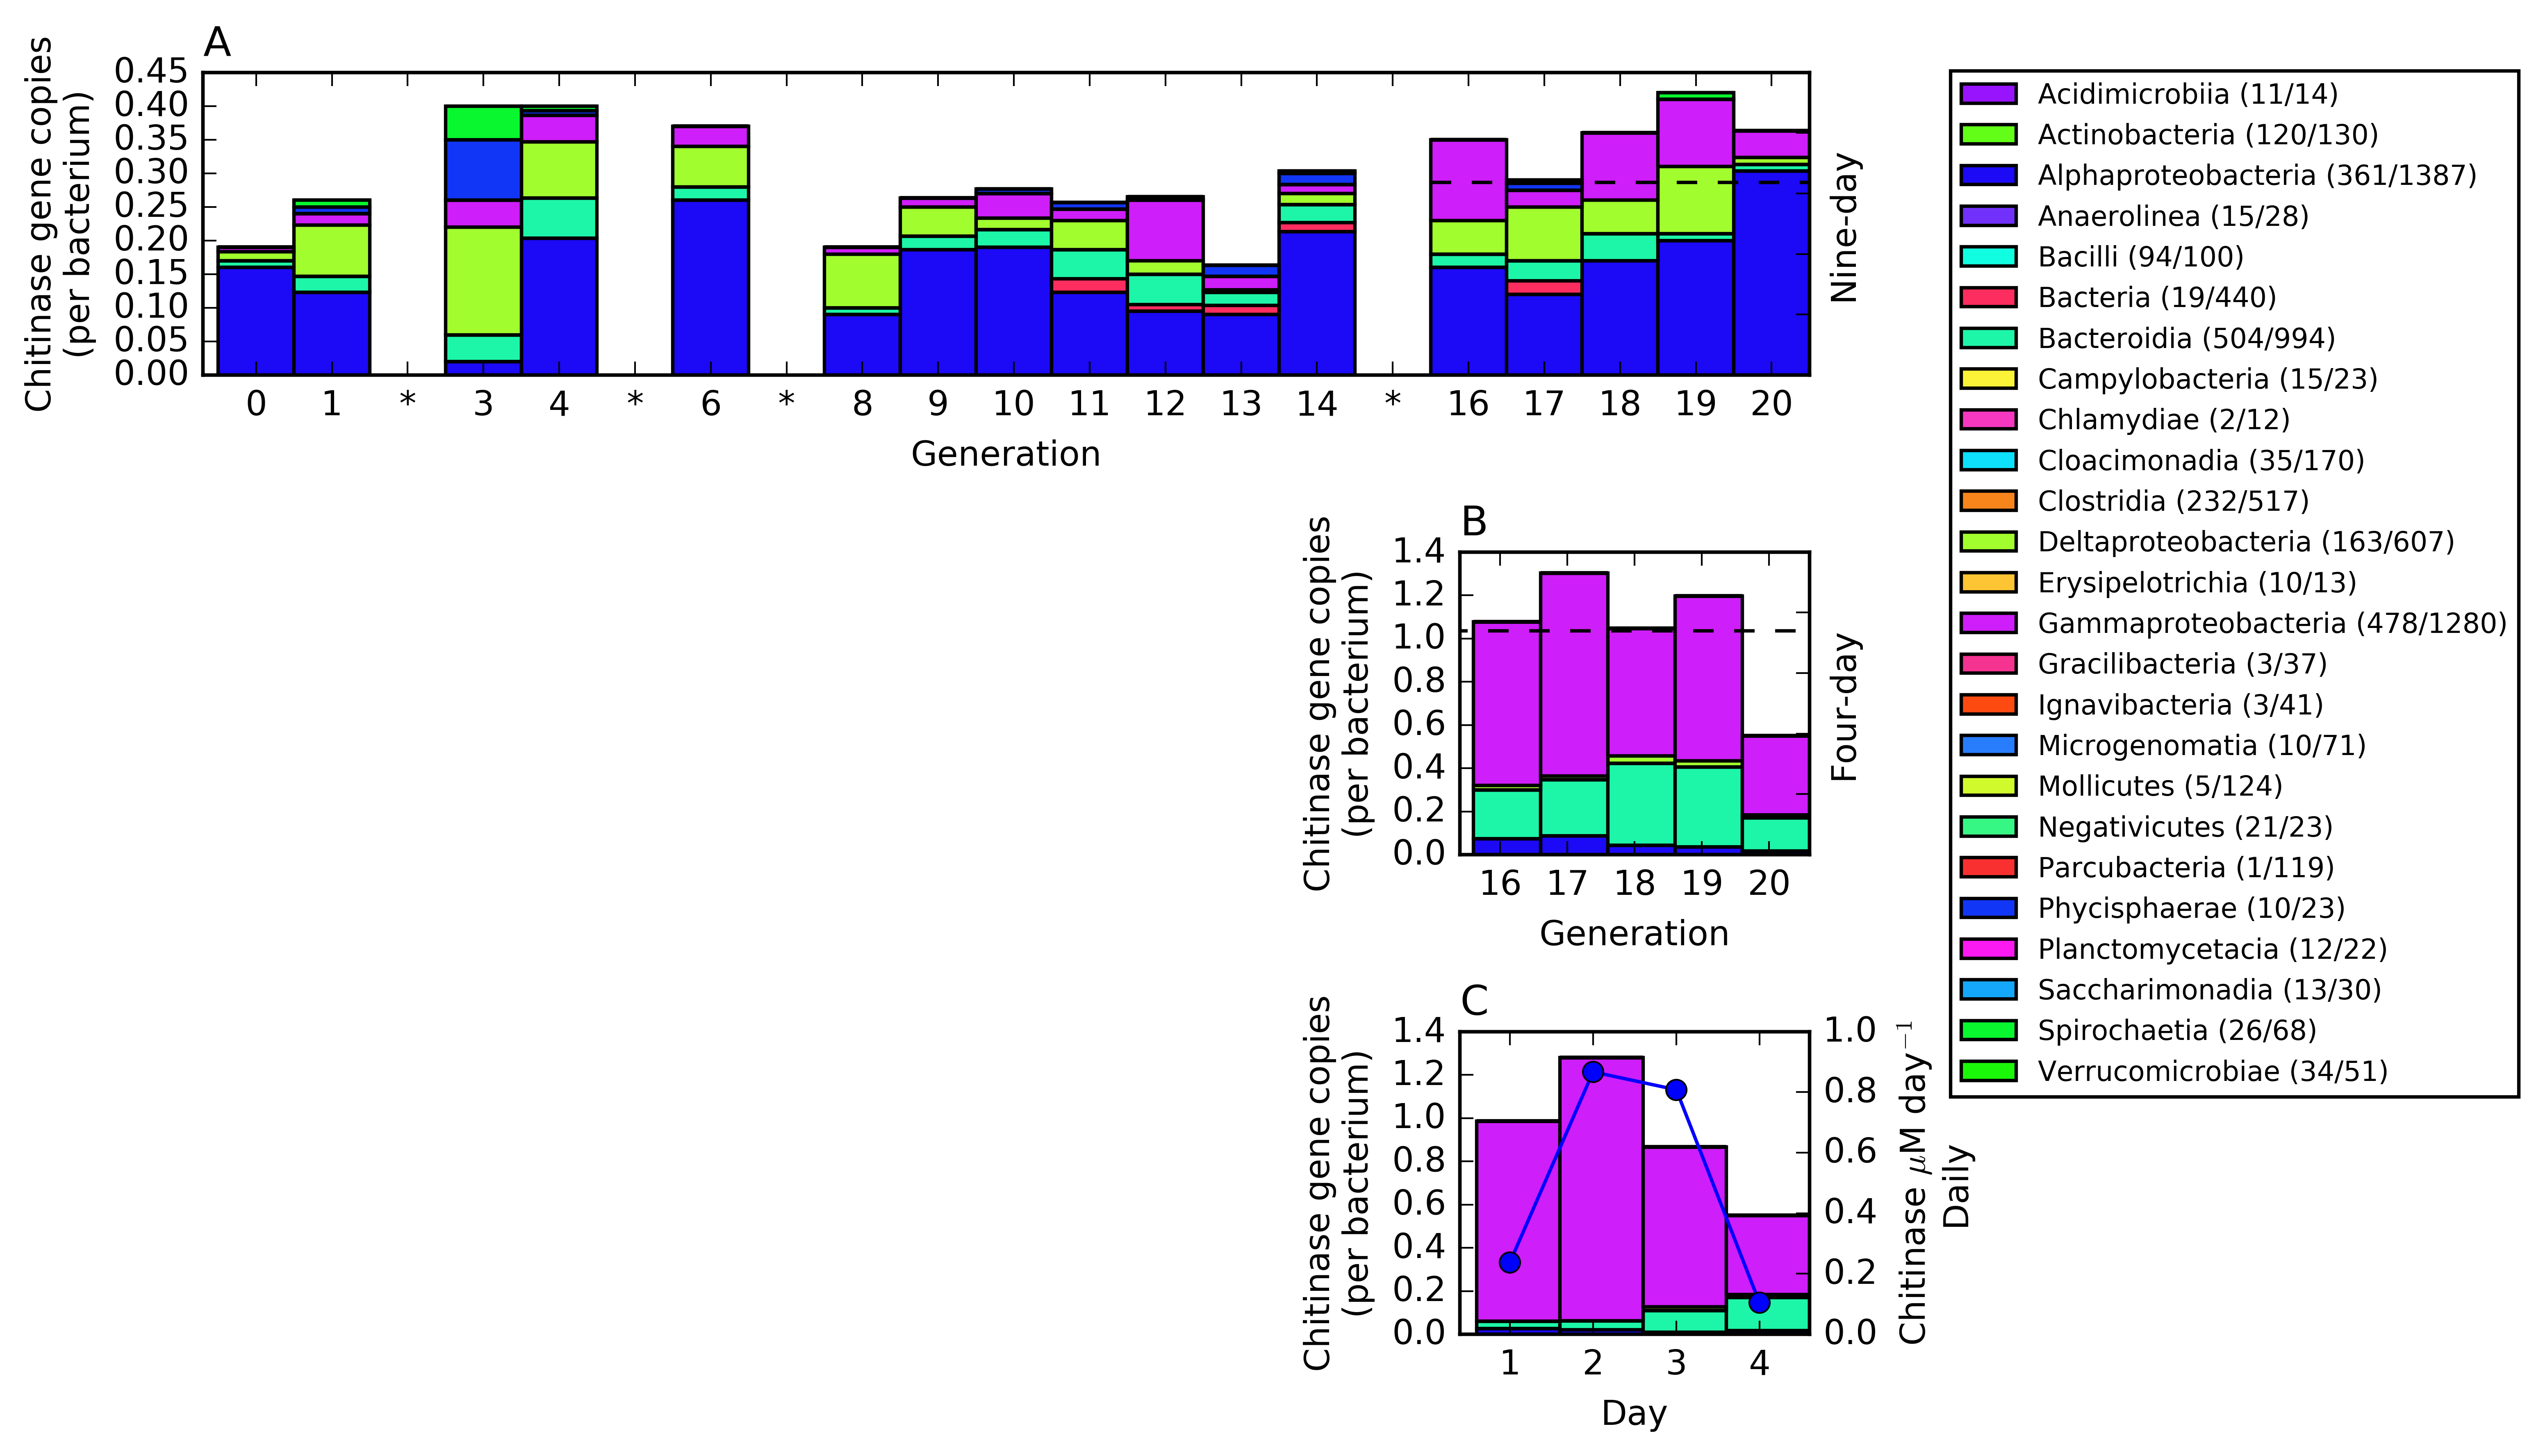 A
Chitinase gene copies
(per bacterium)
0.45
0.40
0.35
0.30
0.25
0.20
0.15
0.10
0.05
0.00
0 1 * 3 4 * 6 * 8 9 10 11 12 13 14 * 16 17 18 19 20
Generation
Nine-day
B
Chitinase gene copies
(per bacterium)
1.4
1.2
1.0
0.8
0.6
0.4
0.2
0.0
16 17 18 19 20
Generation
Four-day
C
Chitinase gene copies
(per bacterium)
1.4
1.2
1.0
0.8
0.6
0.4
0.2
0.0
1 2 3 4
Day
1.0
0.8
0.6
0.4
0.2
0.0
Chitinase μM day⁻¹
Daily
Acidimicrobiia (11/14)
Actinobacteria (120/130)
Alphaproteobacteria (361/1387)
Anaerolinea (15/28)
Bacilli (94/100)
Bacteria (19/440)
Bacteroidia (504/994)
Campylobacteria (15/23)
Chlamydiae (2/12)
Cloacimonadia (35/170)
Clostridia (232/517)
Deltaproteobacteria (163/607)
Erysipelotrichia (10/13)
Gammaproteobacteria (478/1280)
Gracilibacteria (3/37)
Ignavibacteria (3/41)
Microgenomatia (10/71)
Mollicutes (5/124)
Negativicutes (21/23)
Parcubacteria (1/119)
Phycisphaerae (10/23)
Planctomycetacia (12/22)
Saccharimonadia (13/30)
Spirochaetia (26/68)
Verrucomicrobiae (34/51)